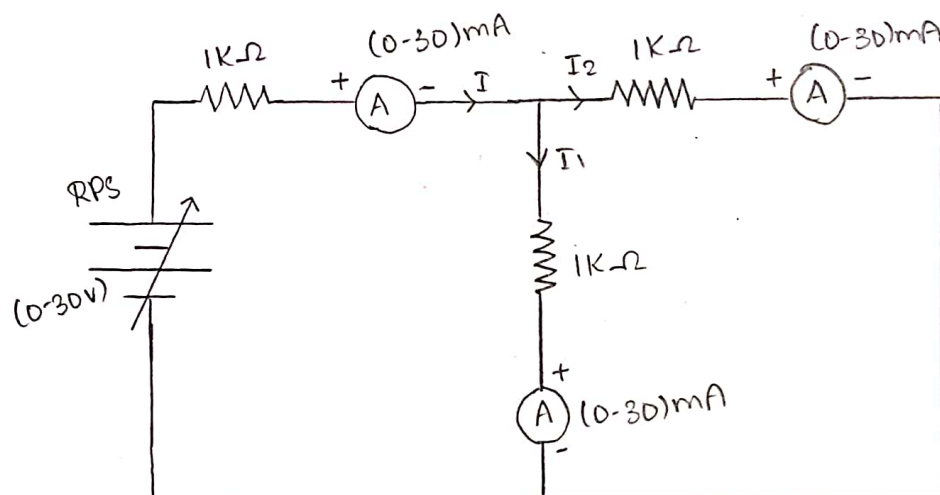 1KΩ
+ A -
(0-30)mA
I
I2
1KΩ
+ A -
(0-30)mA
I1
RPS
(0-30V)
1KΩ
+
A
(0-30)mA
-